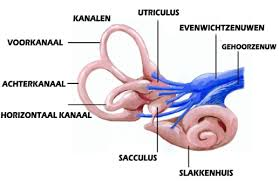 UTRICULUS
KANALEN
EVENWICHTZENUWEN
VOORKANAAL
GEHOORZENUW
ACHTERKANAAL
HORIZONTAAL KANAAL
SACCULUS
SLAKKENHUIS